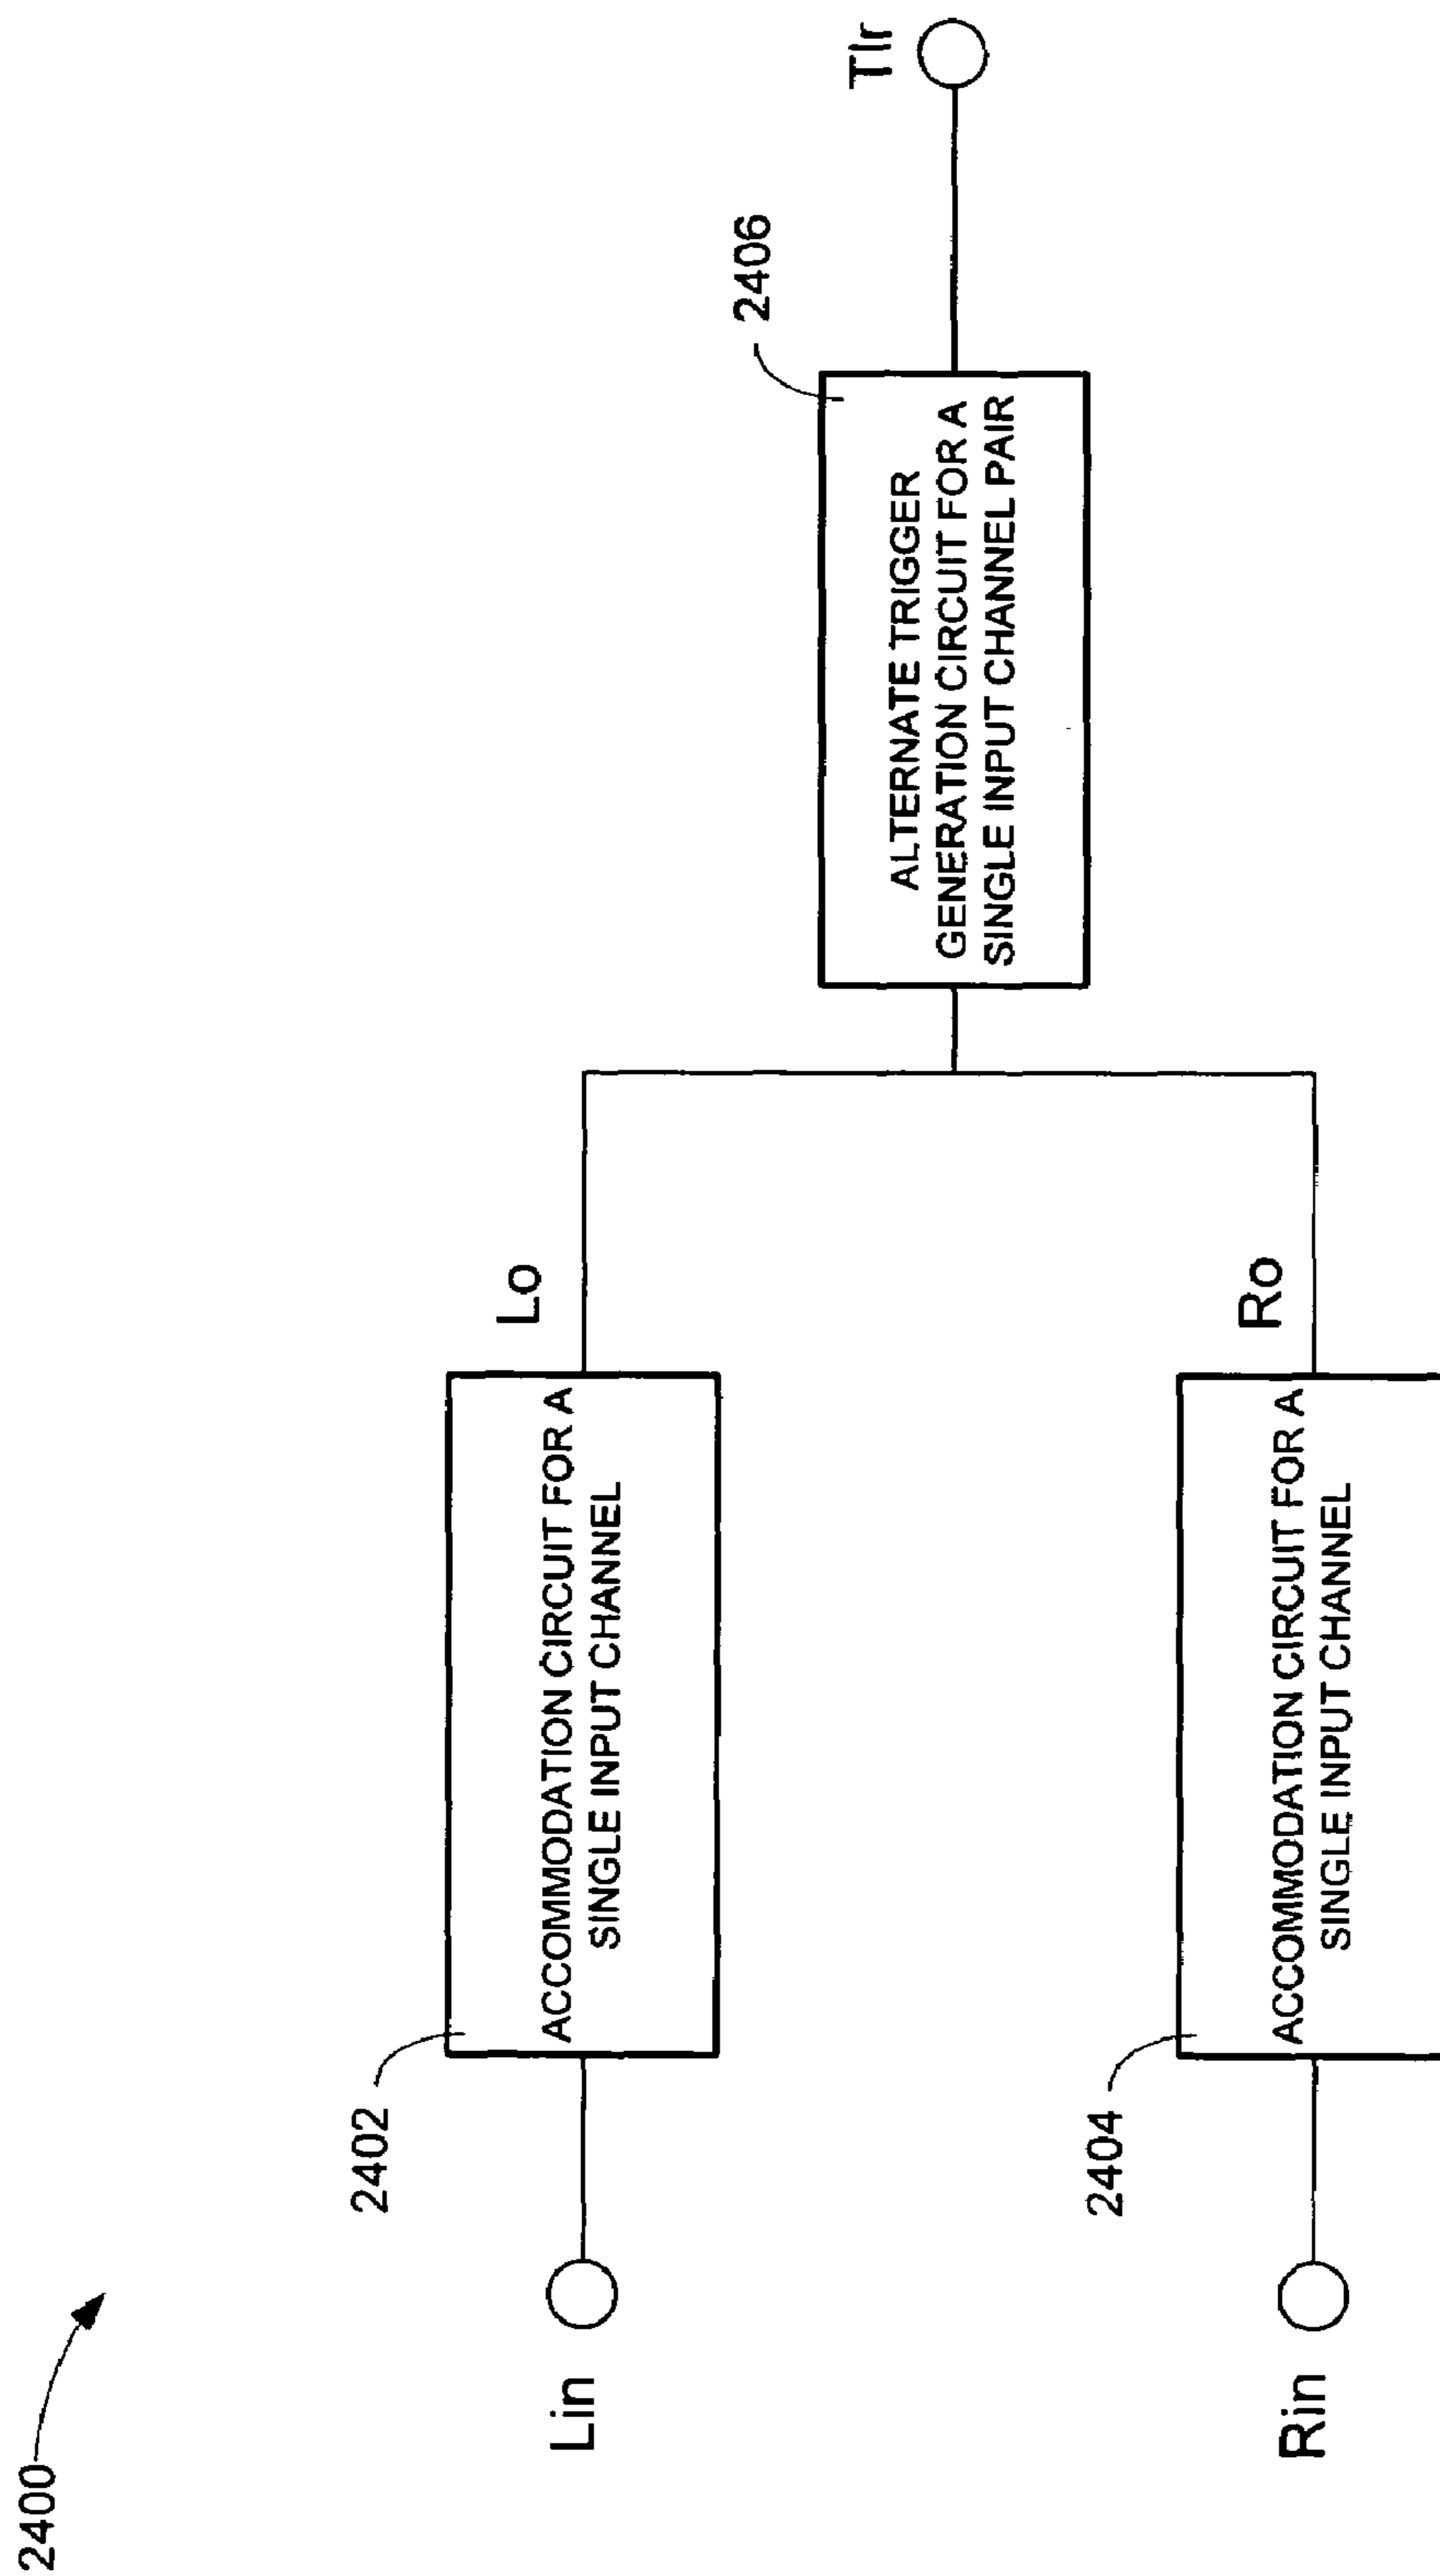 2400
Lin
2402
ACCOMMODATION CIRCUIT FOR A
SINGLE INPUT CHANNEL
Lo
Rin
2404
ACCOMMODATION CIRCUIT FOR A
SINGLE INPUT CHANNEL
Ro
2406
ALTERNATE TRIGGER
GENERATION CIRCUIT FOR A
SINGLE INPUT CHANNEL PAIR
Tlr